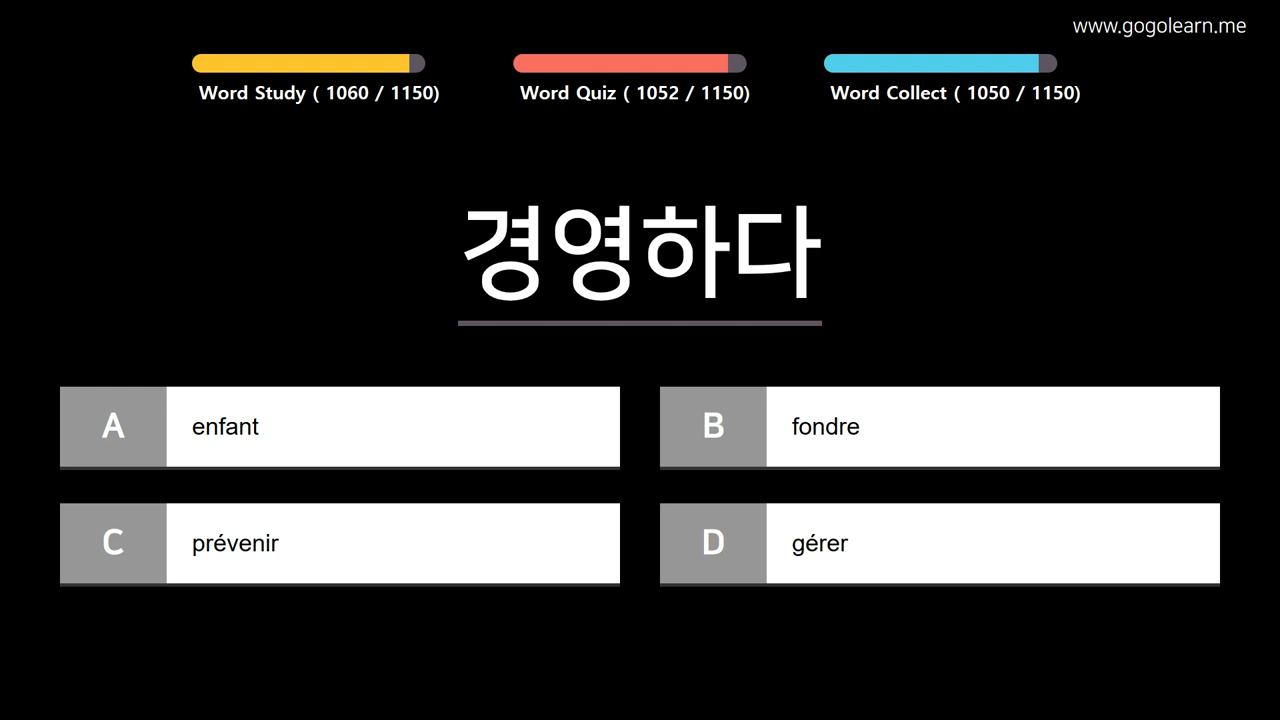 www.gogolearn.me
Word Study ( 1060 / 1150)
Word Quiz ( 1052 / 1150)
Word Collect ( 1050 / 1150)
경영하다
A enfant
B fondre
C prévenir
D gérer